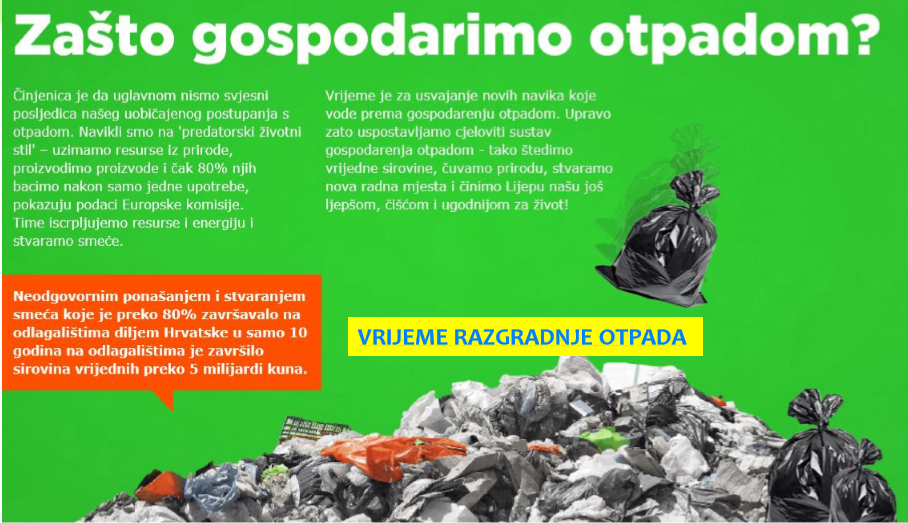 Zašto gospodarimo otpadom?
Činjenica je da uglavnom nismo svjesni
posljedica našeg uobičajenog postupanja s
otpadom. Navikli smo na 'predatorski životni
stil' – uzimamo resurse iz prirode,
proizvodimo proizvode i čak 80% njih
bacimo nakon samo jedne upotrebe,
pokazuju podaci Europske komisije.
Time iscrpljujemo resurse i energiju i
stvaramo smeće.
Vrijeme je za usvajanje novih navika koje
vode prema gospodarenju otpadom. Upravo
zato uspostavljamo cjeloviti sustav
gospodarenja otpadom - tako štedimo
vrijedne sirovine, čuvamo prirodu, stvaramo
nova radna mjesta i činimo Lijepu našu još
ljepšom, čišćom i ugodnijom za život!
Neodgovornim ponašanjem i stvaranjem
smeća koje je preko 80% završavalo na
odlagalištima diljem Hrvatske u samo 10
godina na odlagalištima je završilo
sirovina vrijednih preko 5 milijardi kuna.
VRIJEME RAZGRADNJE OTPADA